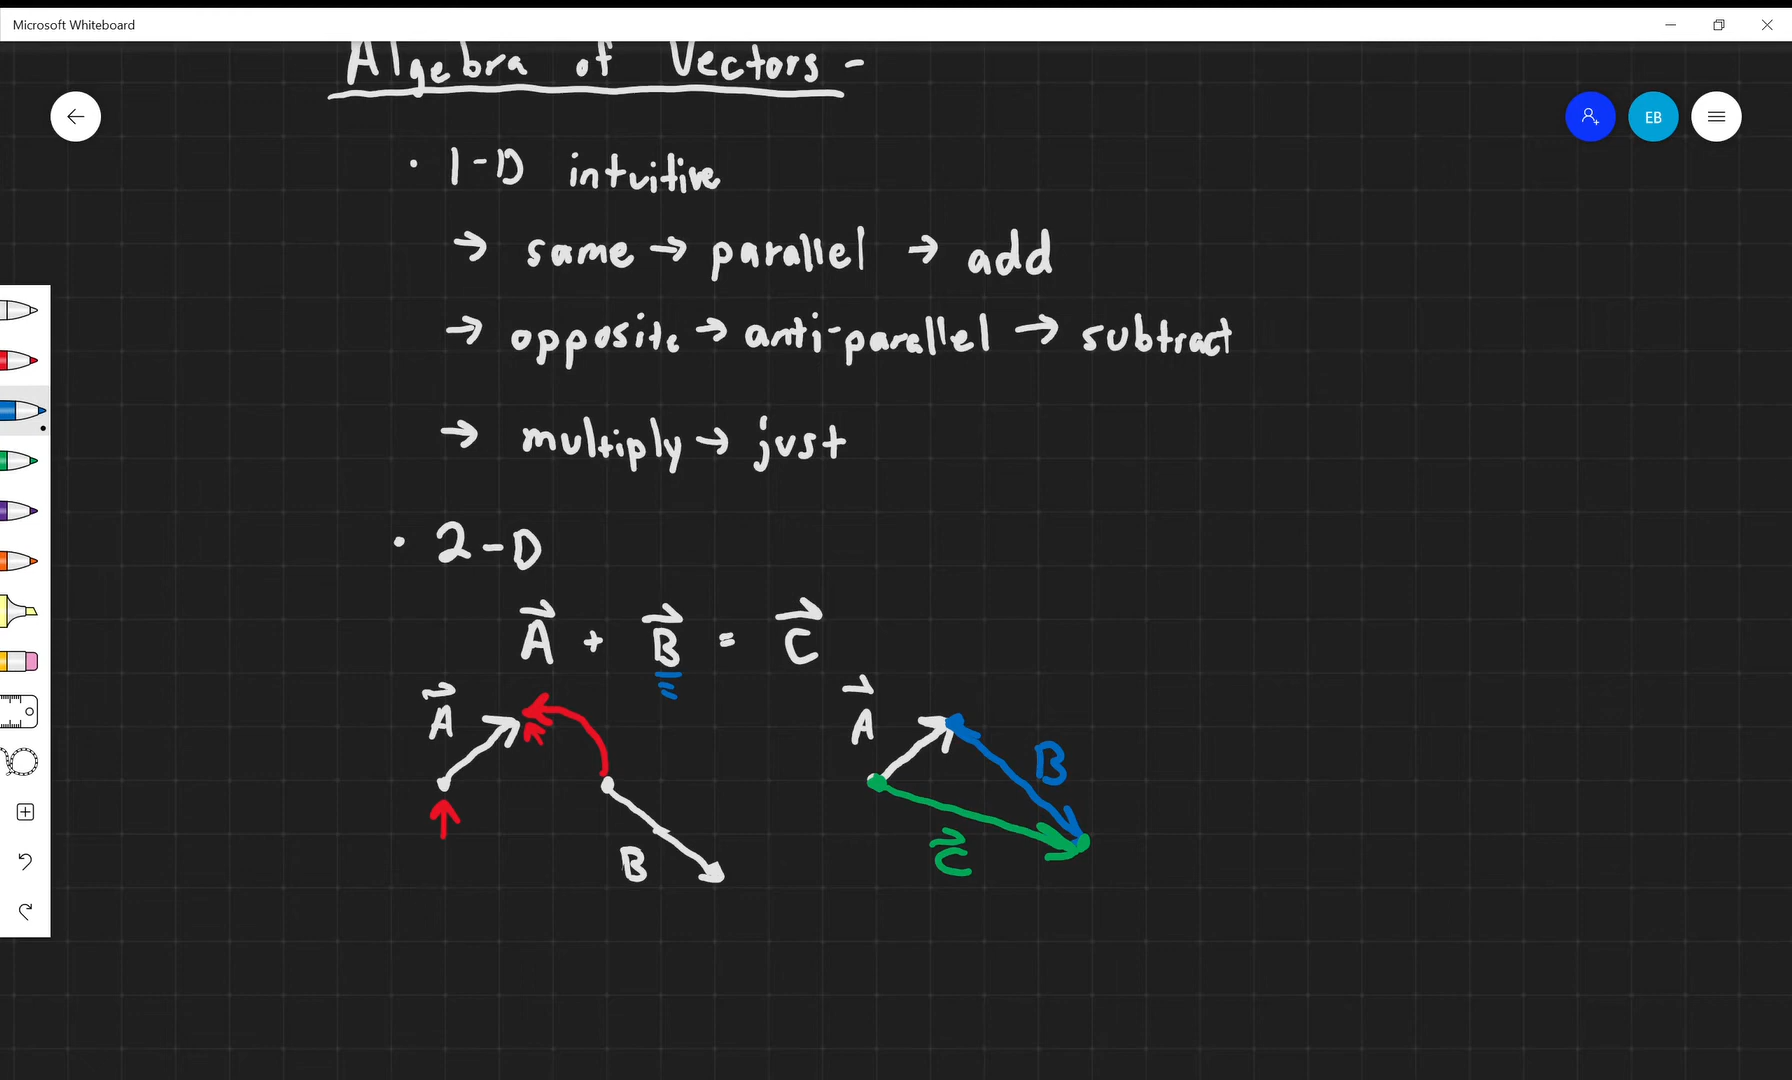 Microsoft Whiteboard
Algebra of Vectors -
EB
· 1-D intuitive
→ same → parallel → add
→ opposite → anti-parallel → subtract
→ multiply → just
· 2-D
A + B = C
A
A
B
B
C